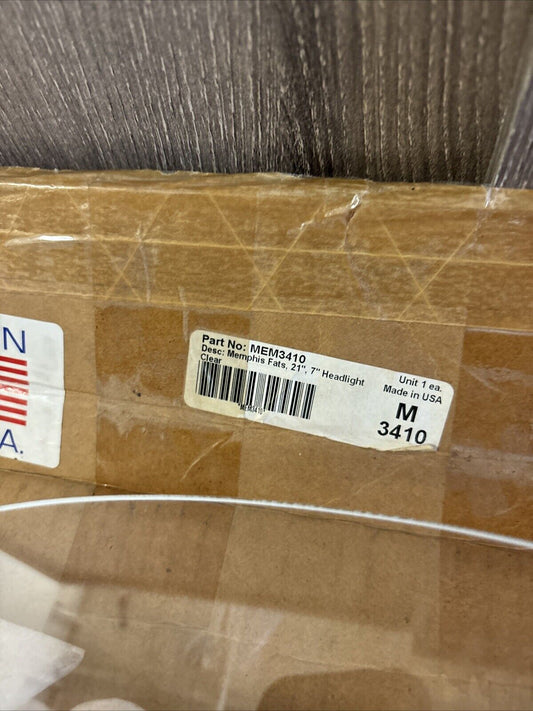 N
A.
Part No: MEM3410
Desc: Memphis Fats, 21", 7" Headlight
Clear
Unit 1 ea.
Made in USA
M
3410